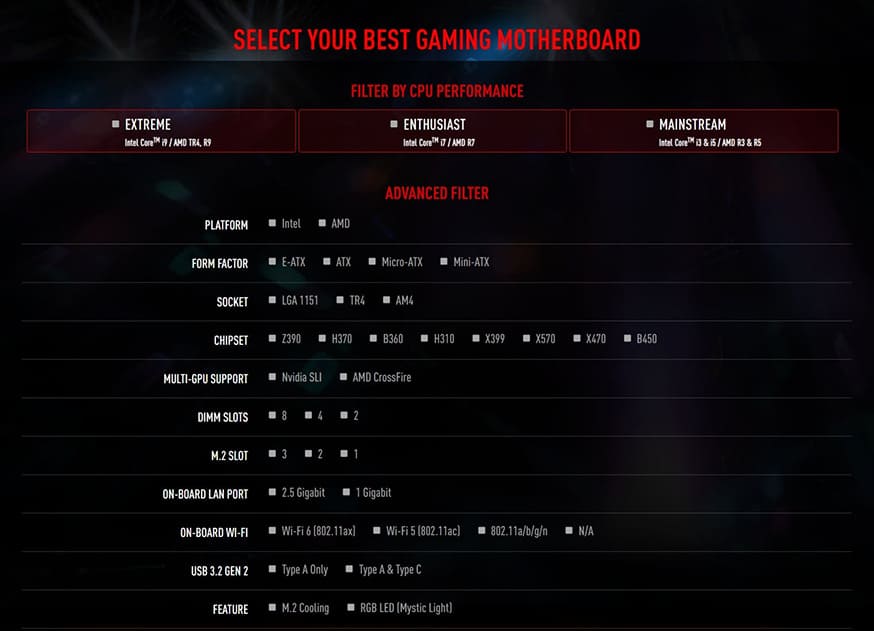 SELECT YOUR BEST GAMING MOTHERBOARD
FILTER BY CPU PERFORMANCE
EXTREME
Intel Core™ i9 / AMD TR4, R9
ENTHUSIAST
Intel Core™ i7 / AMD R7
MAINSTREAM
Intel Core™ i3 & i5 / AMD R3 & R5
ADVANCED FILTER
PLATFORM Intel AMD
FORM FACTOR E-ATX ATX Micro-ATX Mini-ATX
SOCKET LGA 1151 TR4 AM4
CHIPSET Z390 H370 B360 H310 X399 X570 X470 B450
MULTI-GPU SUPPORT Nvidia SLI AMD CrossFire
DIMM SLOTS 8 4 2
M.2 SLOT 3 2 1
ON-BOARD LAN PORT 2.5 Gigabit 1 Gigabit
ON-BOARD WI-FI Wi-Fi 6 (802.11ax) Wi-Fi 5 (802.11ac) 802.11a/b/g/n N/A
USB 3.2 GEN 2 Type A Only Type A & Type C
FEATURE M.2 Cooling RGB LED (Mystic Light)